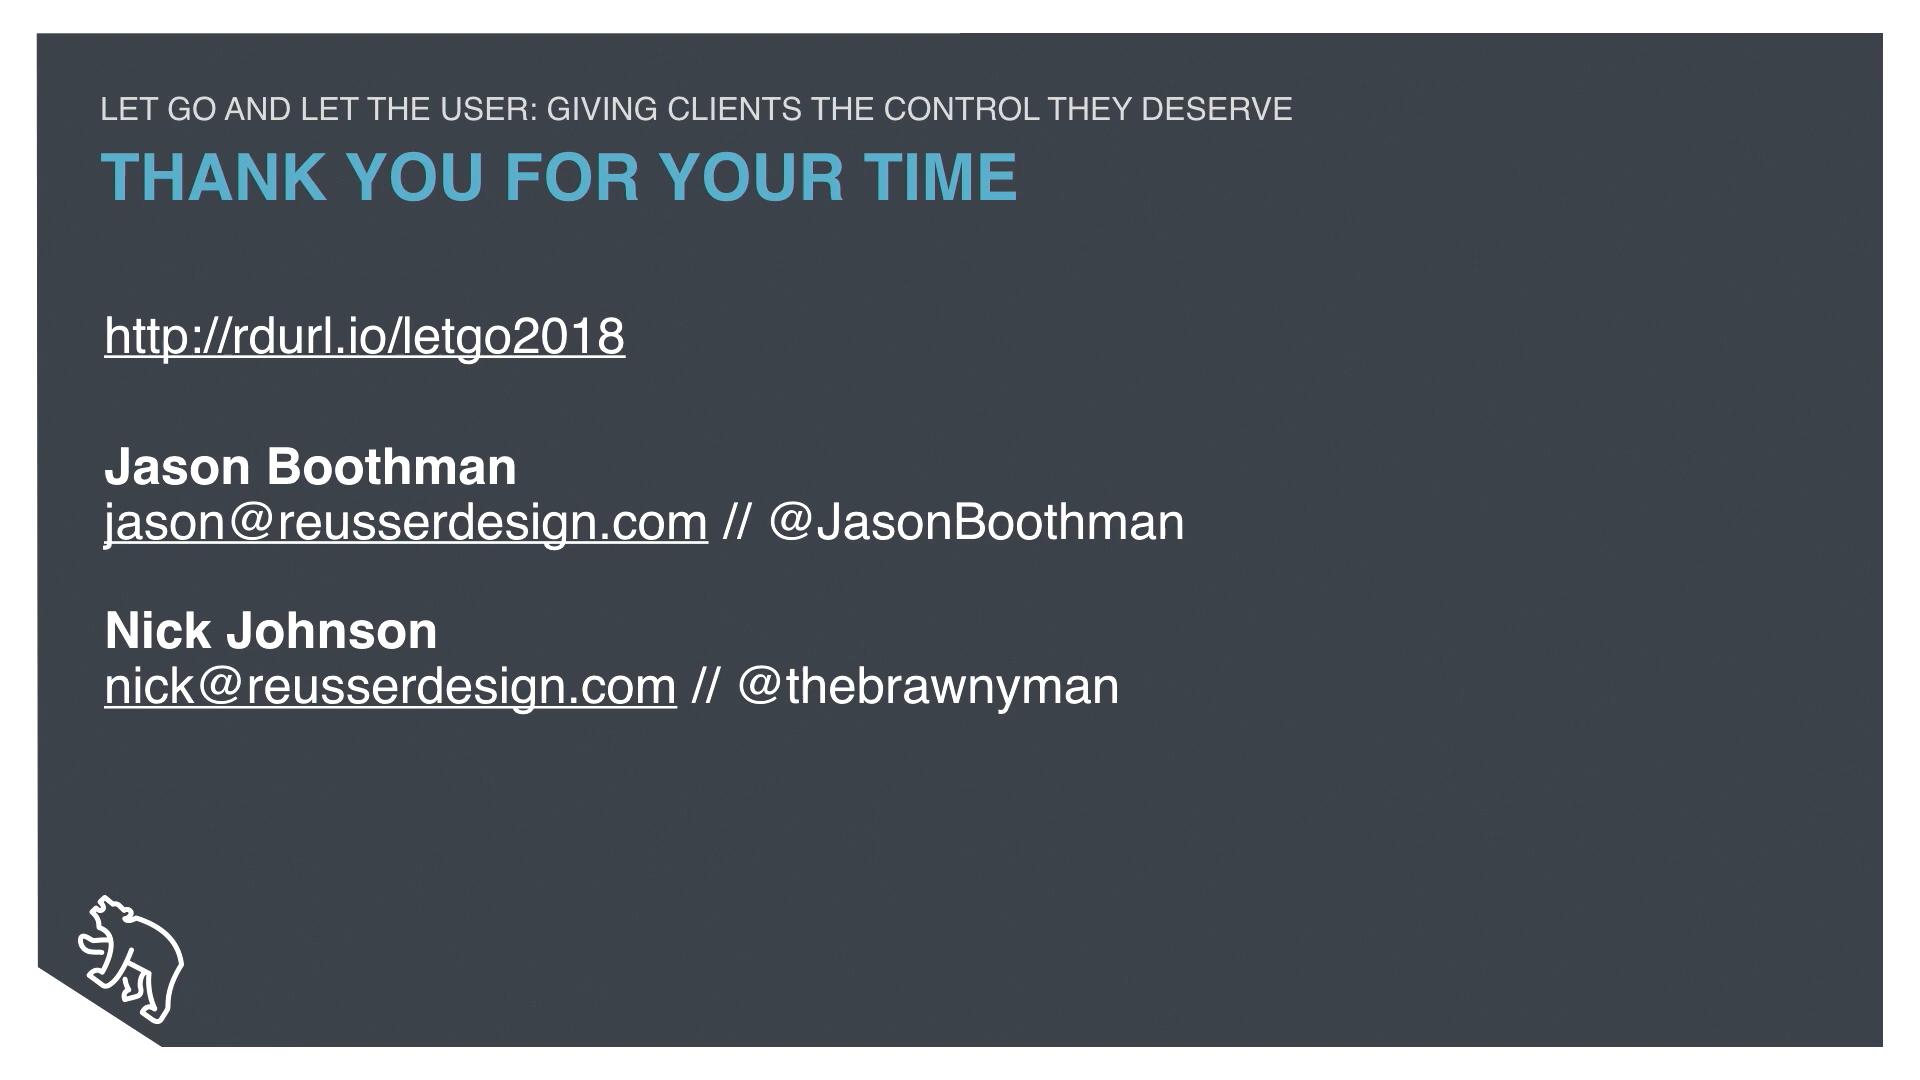 LET GO AND LET THE USER: GIVING CLIENTS THE CONTROL THEY DESERVE
THANK YOU FOR YOUR TIME
http://rdurl.io/letgo2018
Jason Boothman
jason@reusserdesign.com // @JasonBoothman
Nick Johnson
nick@reusserdesign.com // @thebrawnyman